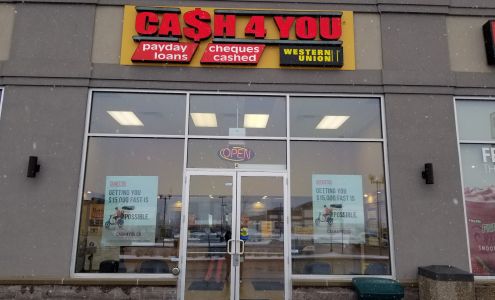 CA$H 4 YOU
payday
loans
cheques
cashed
WESTERN
UNION
OPEN
GETTING YOU
$15,000 FAST IS
POSSIBLE.
GETTING YOU
$15,000 FAST IS
POSSIBLE.
FR